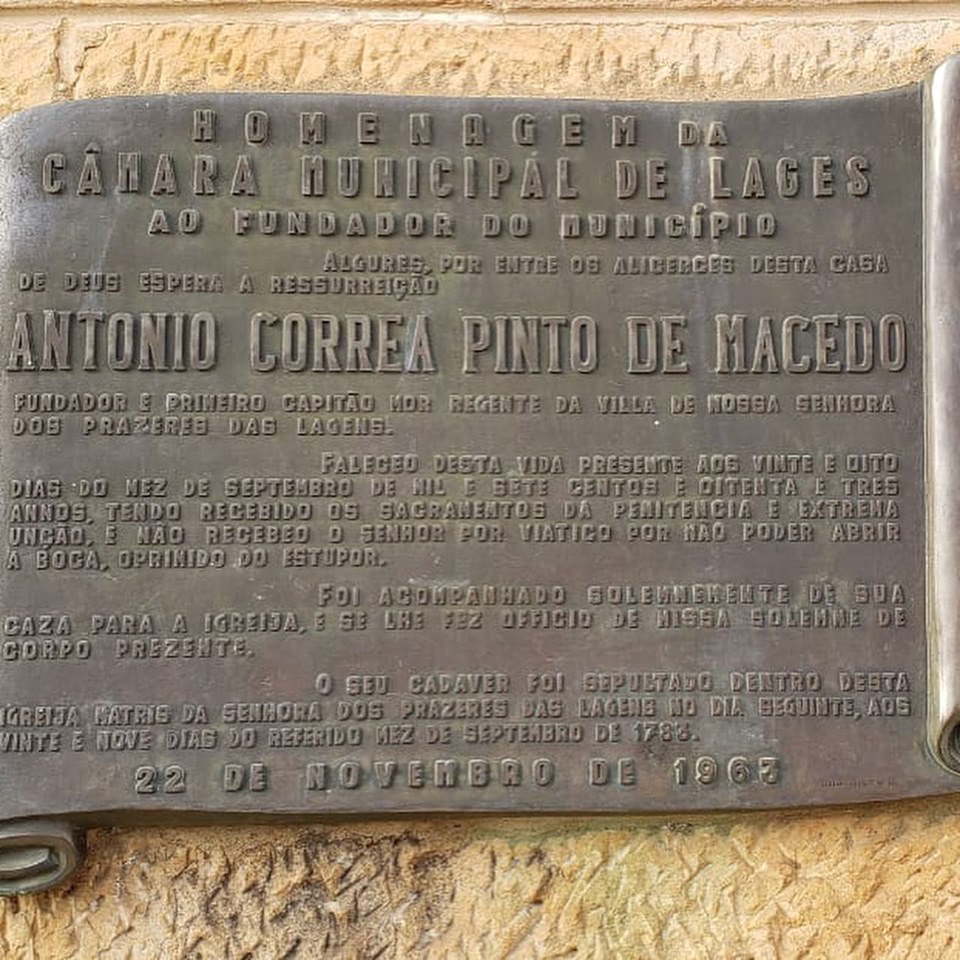 HOMENAGEM DA
CÂMARA MUNICIPAL DE LAGES
AO FUNDADOR DO MUNICÍPIO
ALGURES, POR ENTRE OS ALICERCES DESTA CASA
DE DEUS ESPERA A RESSURREIÇÃO
ANTONIO CORREA PINTO DE MACEDO
FUNDADOR E PRIMEIRO CAPITÃO MOR REGENTE DA VILLA DE NOSSA SENHORA
DOS PRAZERES DAS LAGENS.
FALECEO DESTA VIDA PRESENTE AOS VINTE E OITO
DIAS DO MEZ DE SEPTEMBRO DE MIL E SETE CENTOS E OITENTA E TRES
ANNOS, TENDO RECEBIDO OS SACRAMENTOS DA PENITENCIA E EXTREMA
UNÇÃO, E NÃO RECEBEO O SENHOR POR VIATICO POR NÃO PODER ABRIR
A BOCA, OPRIMIDO DO ESTUPOR.
FOI ACOMPANHADO SOLEMNEMENTE DE SUA
CAZA PARA A IGREIJA, E SE LHE FEZ OFFICIO DE MISSA SOLEMNE DE
CORPO PREZENTE.
O SEU CADAVER FOI SEPULTADO DENTRO DESTA
IGREIJA MATRIS DA SENHORA DOS PRAZERES DAS LAGENS NO DIA SEGUINTE, AOS
VINTE E NOVE DIAS DO REFERIDO MEZ DE SEPTEMBRO DE 1783.
22 DE NOVEMBRO DE 1963